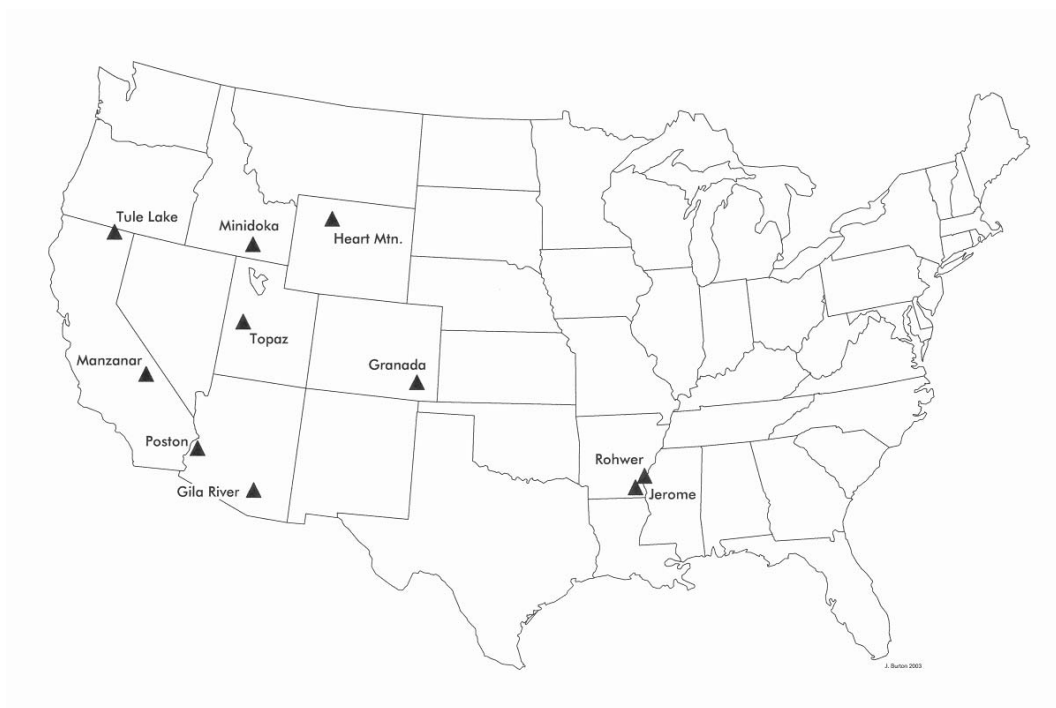 Tule Lake
Minidoka
Heart Mtn.
Topaz
Manzanar
Granada
Poston
Rohwer
Gila River
Jerome
J. Burton 2003